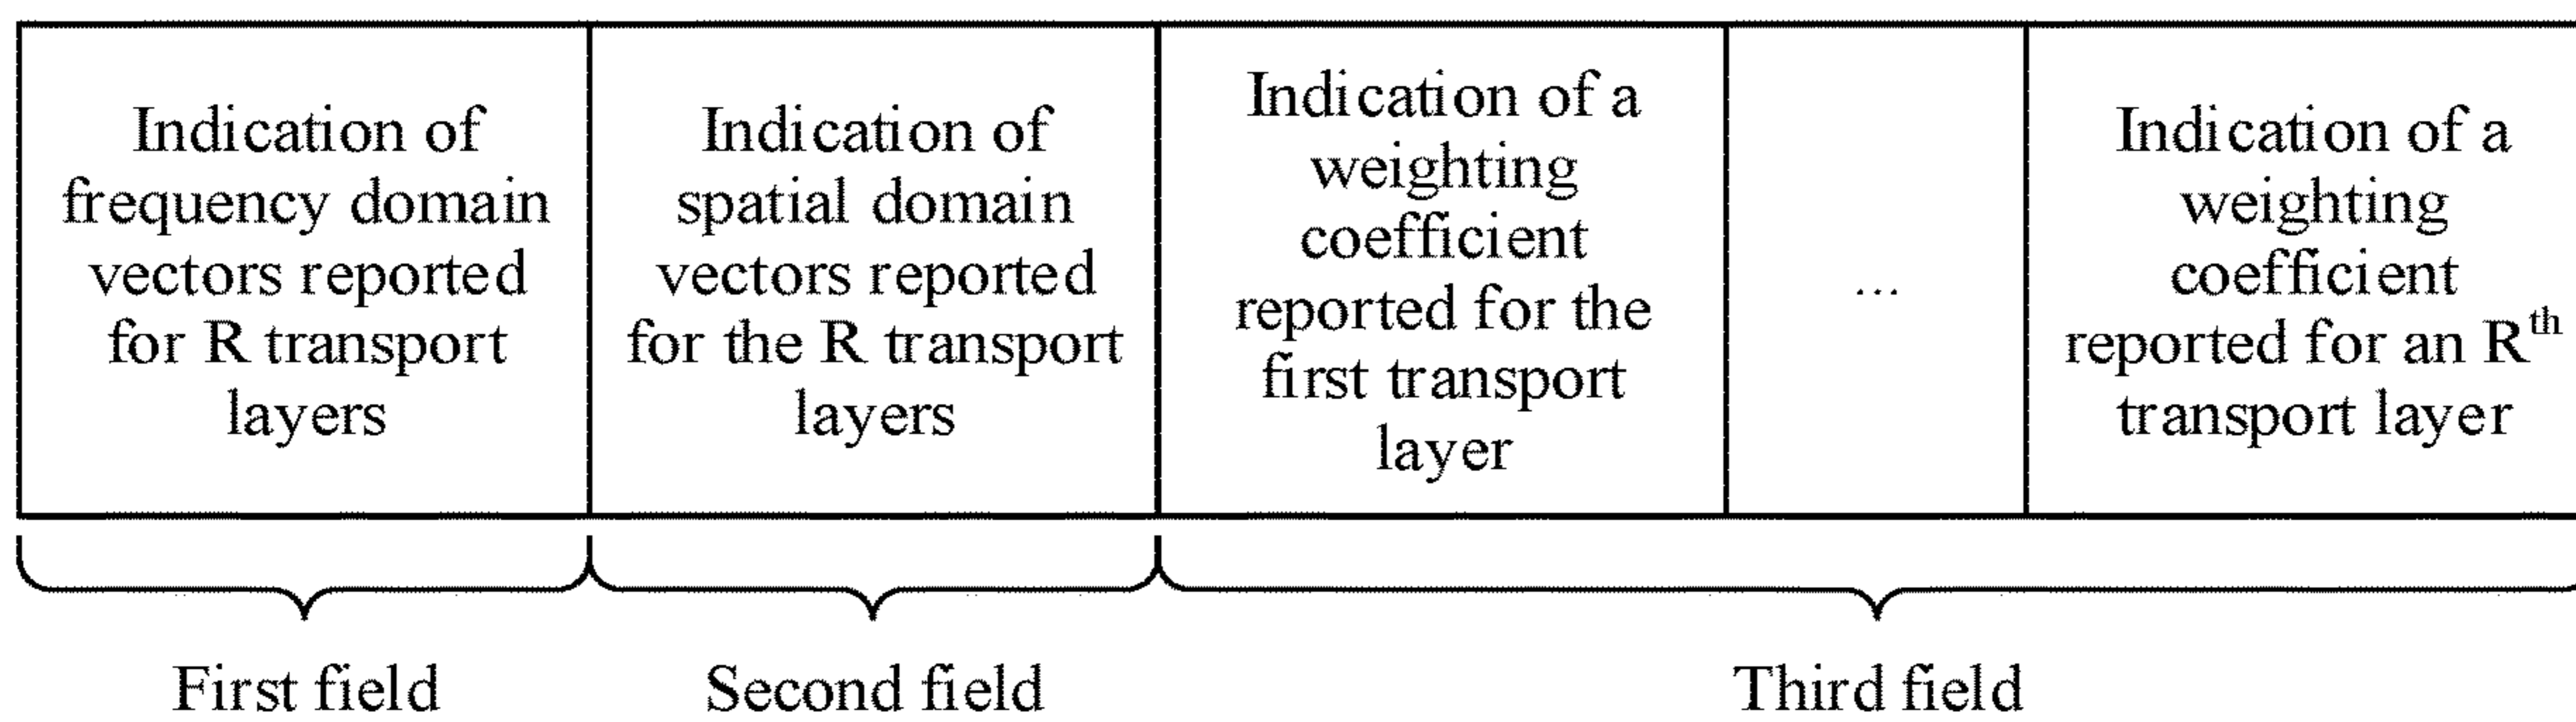 Indication of
frequency domain
vectors reported
for R transport
layers
Indication of
spatial domain
vectors reported
for the R transport
layers
Indication of a
weighting
coefficient
reported for the
first transport
layer
...
Indication of a
weighting
coefficient
reported for an Rth
transport layer
First field
Second field
Third field